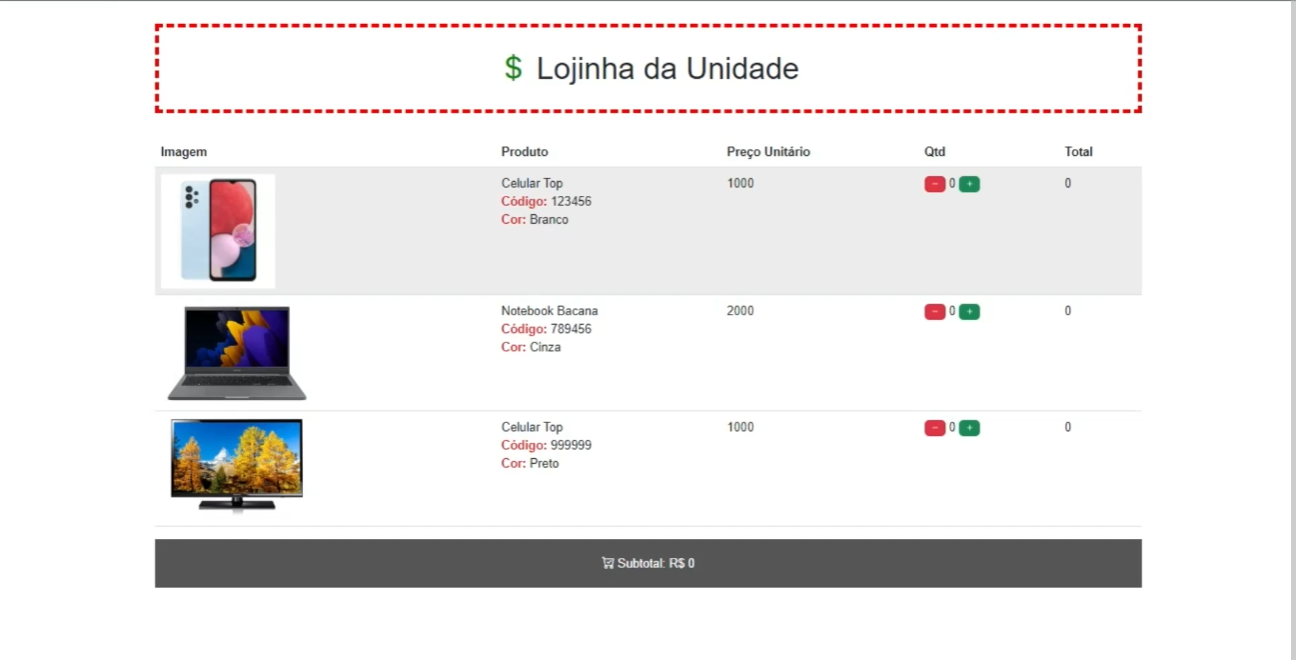 $ Lojinha da Unidade
Imagem Produto Preço Unitário Qtd Total
Celular Top 1000 - 0 + 0
Código: 123456
Cor: Branco
Notebook Bacana 2000 - 0 + 0
Código: 789456
Cor: Cinza
Celular Top 1000 - 0 + 0
Código: 999999
Cor: Preto
Subtotal: R$ 0